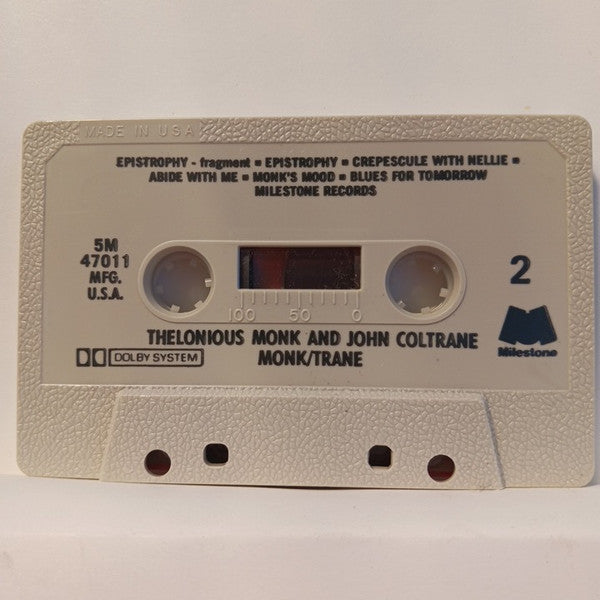 MADE IN USA
EPISTROPHY - fragment ▪ EPISTROPHY ▪ CREPESCULE WITH NELLIE ▪
ABIDE WITH ME ▪ MONK'S MOOD ▪ BLUES FOR TOMORROW
MILESTONE RECORDS
5M
47011
MFG.
U.S.A.
2
100 50 0
THELONIOUS MONK AND JOHN COLTRANE
MONK/TRANE
DOLBY SYSTEM
Milestone